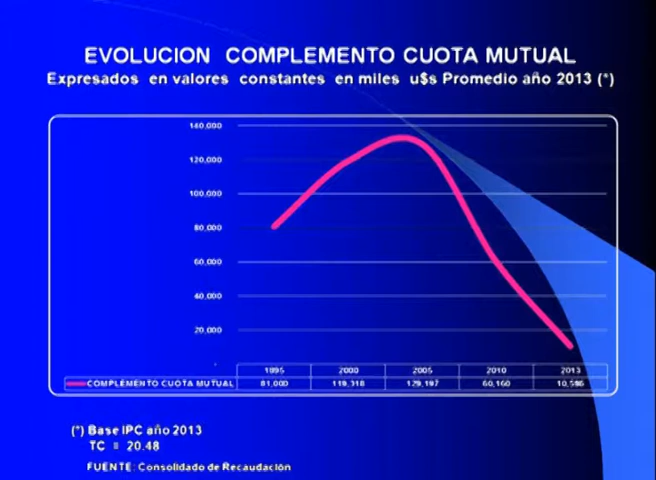 EVOLUCION COMPLEMENTO CUOTA MUTUAL
Expresados en valores constantes en miles u$s Promedio año 2013 (*)
140,000
120,000
100,000
80,000
60,000
40,000
20,000
-
1995 2000 2005 2010 2013
COMPLEMENTO CUOTA MUTUAL 81,000 119,318 129,197 60,160 10,586
(*) Base IPC año 2013
TC = 20.48
FUENTE: Consolidado de Recaudación